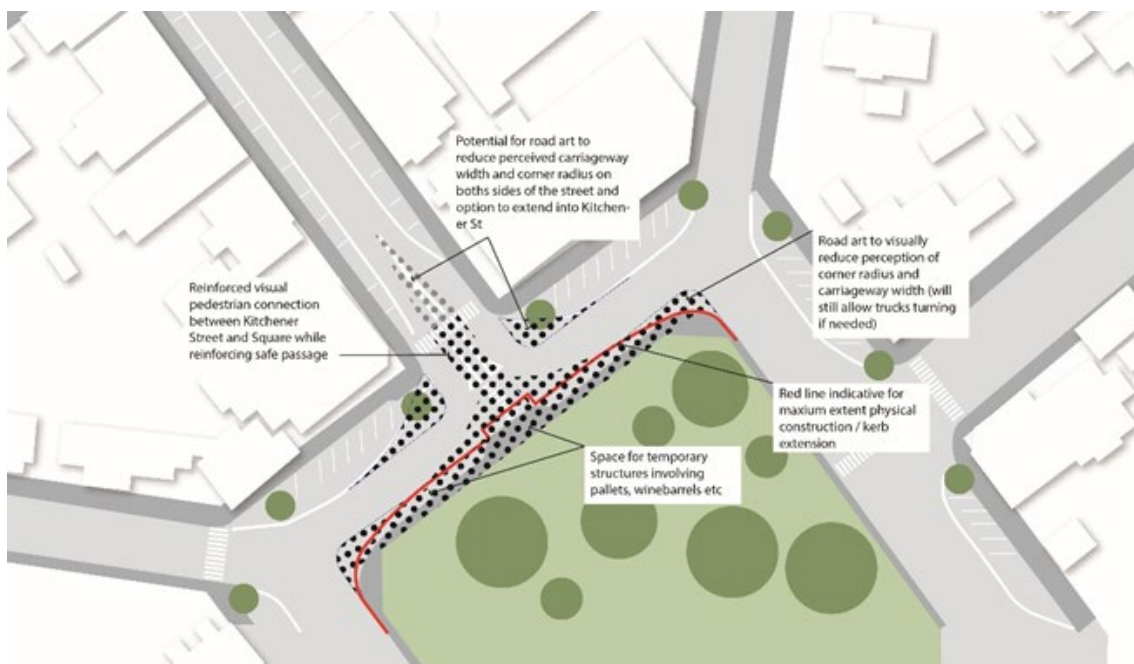 Potential for road art to
reduce perceived carriageway
width and corner radius on
boths sides of the street and
option to extend into Kitchen-
er St
Reinforced visual
pedestrian connection
between Kitchener
Street and Square while
reinforcing safe passage
Road art to visually
reduce perception of
corner radius and
carriageway width (will
still allow trucks turning
if needed)
Red line indicative for
maxium extent physical
construction / kerb
extension
Space for temporary
structures involving
pallets, winebarrels etc